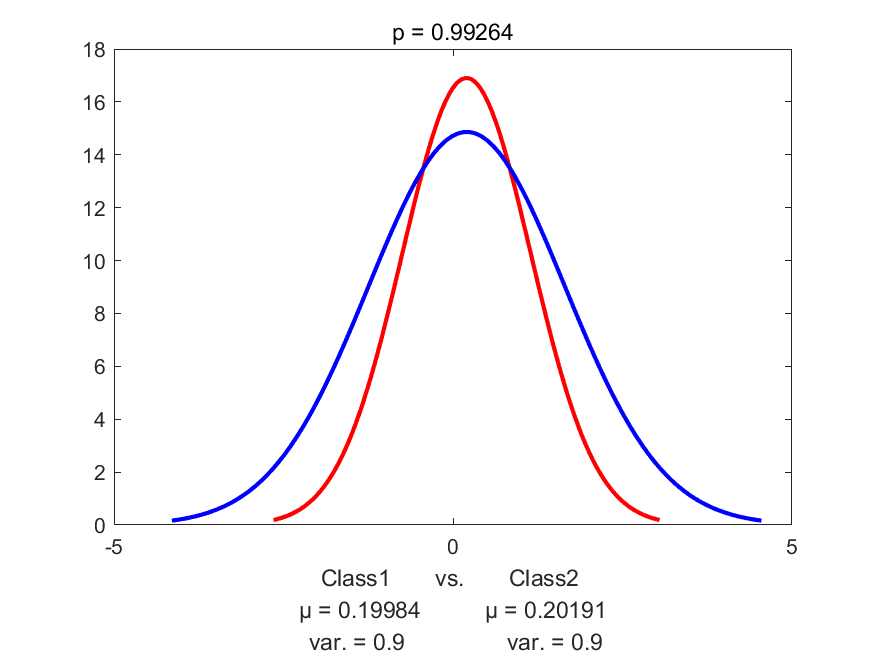 p = 0.99264
18
16
14
12
10
8
6
4
2
0
-5 0 5
Class1 vs. Class2
μ = 0.19984 μ = 0.20191
var. = 0.9 var. = 0.9